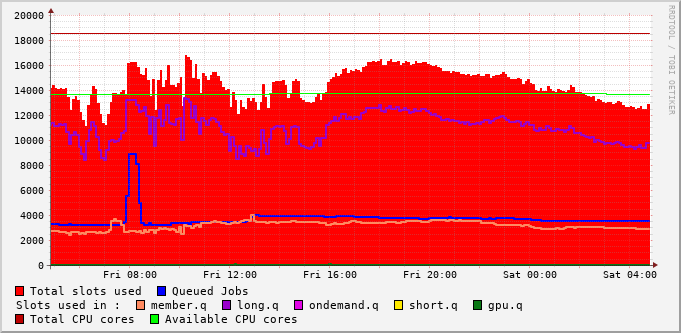 20000
18000
16000
14000
12000
10000
8000
6000
4000
2000
0
Fri 08:00 Fri 12:00 Fri 16:00 Fri 20:00 Sat 00:00 Sat 04:00
RRDTOOL / TOBI OETIKER
Total slots used Queued Jobs
Slots used in : member.q long.q ondemand.q short.q gpu.q
Total CPU cores Available CPU cores